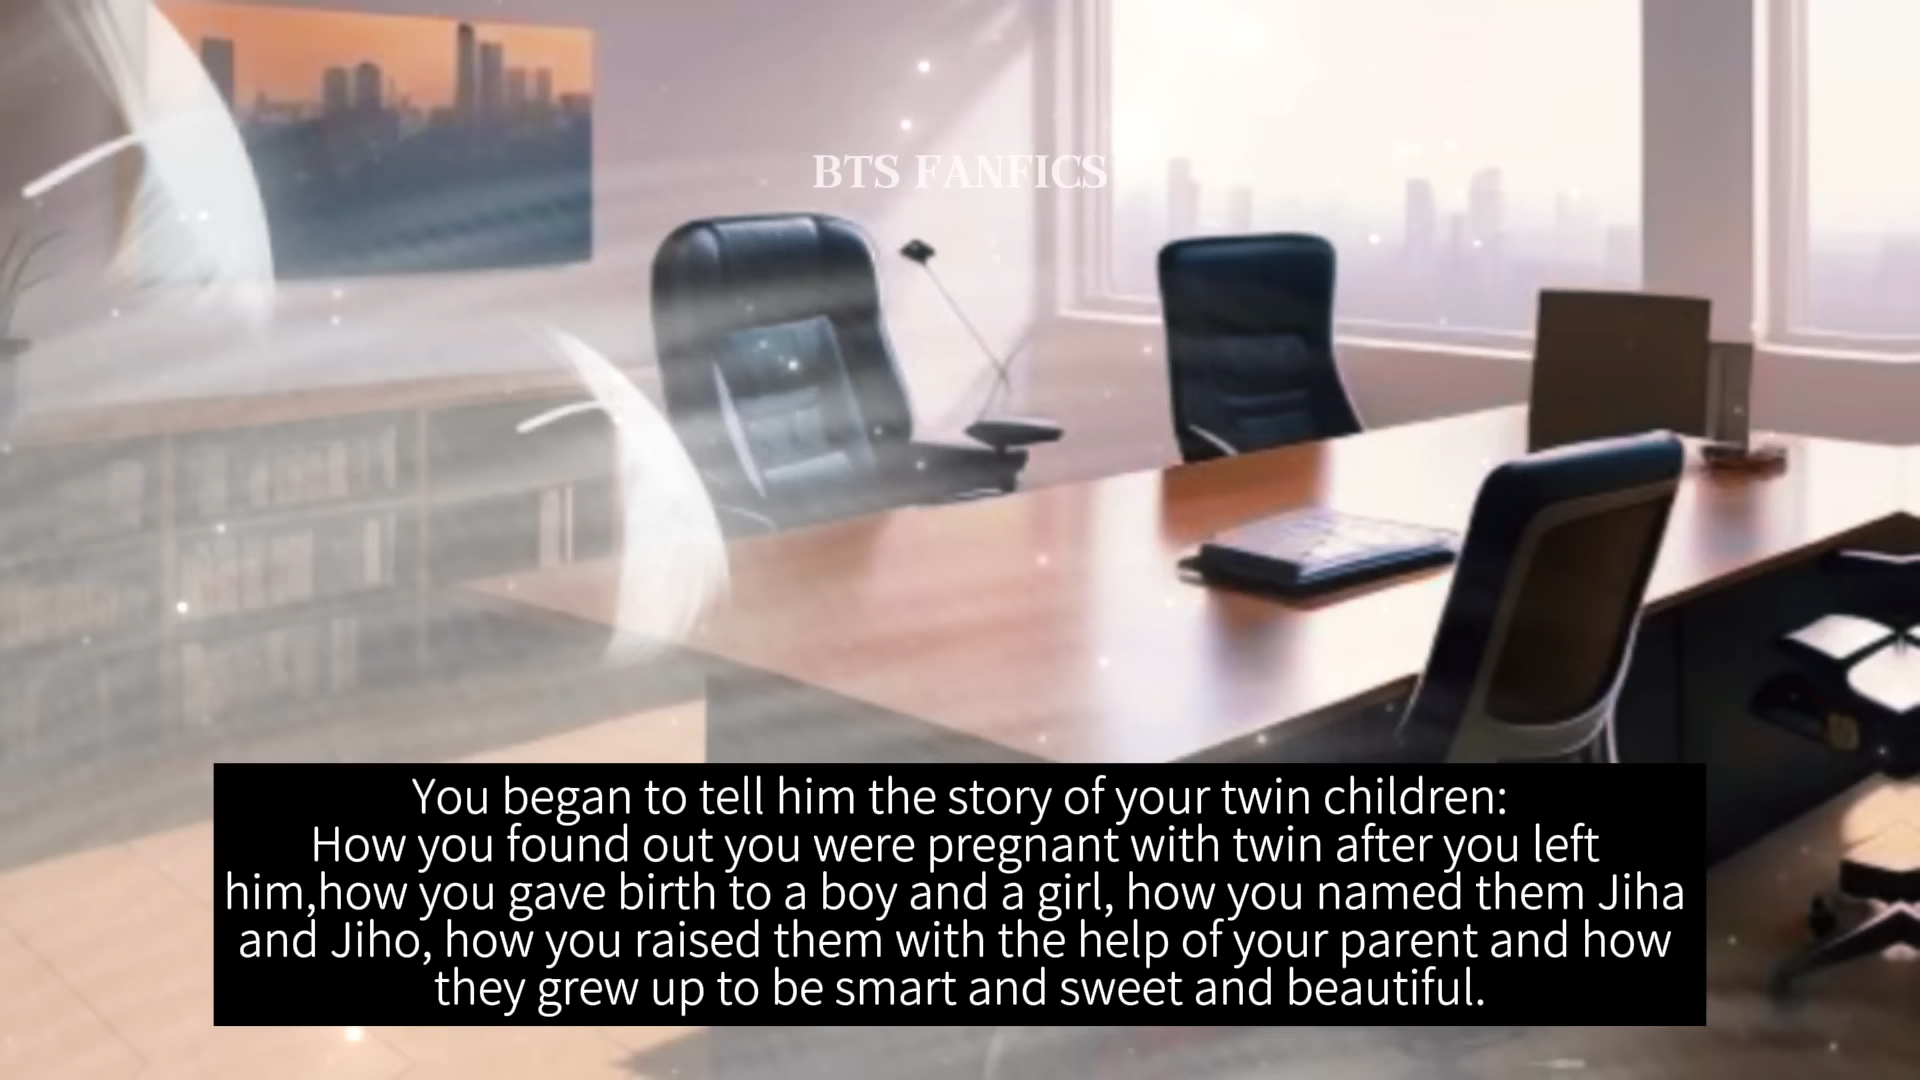 BTS FANFICS
You began to tell him the story of your twin children:
How you found out you were pregnant with twin after you left
him,how you gave birth to a boy and a girl, how you named them Jiha
and Jiho, how you raised them with the help of your parent and how
they grew up to be smart and sweet and beautiful.